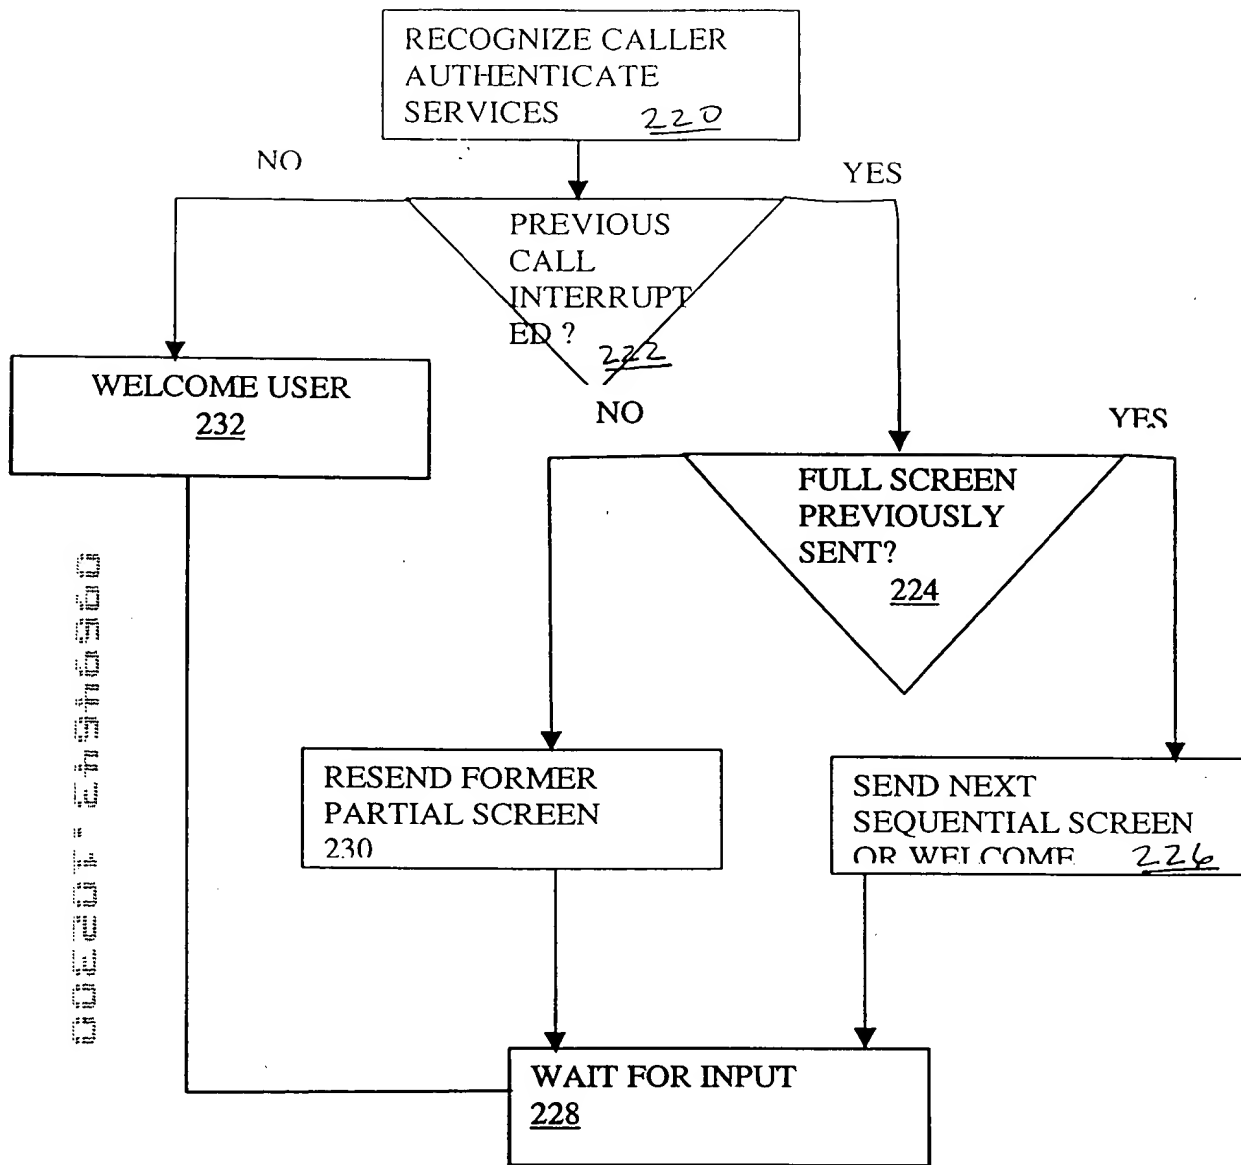 RECOGNIZE CALLER
AUTHENTICATE
SERVICES 220
NO
YES
PREVIOUS
CALL
INTERRUPT
ED ?
222
WELCOME USER
232
NO
YES
FULL SCREEN
PREVIOUSLY
SENT?
224
RESEND FORMER
PARTIAL SCREEN
230
SEND NEXT
SEQUENTIAL SCREEN
OR WELCOME 226
WAIT FOR INPUT
228
09694643.102300